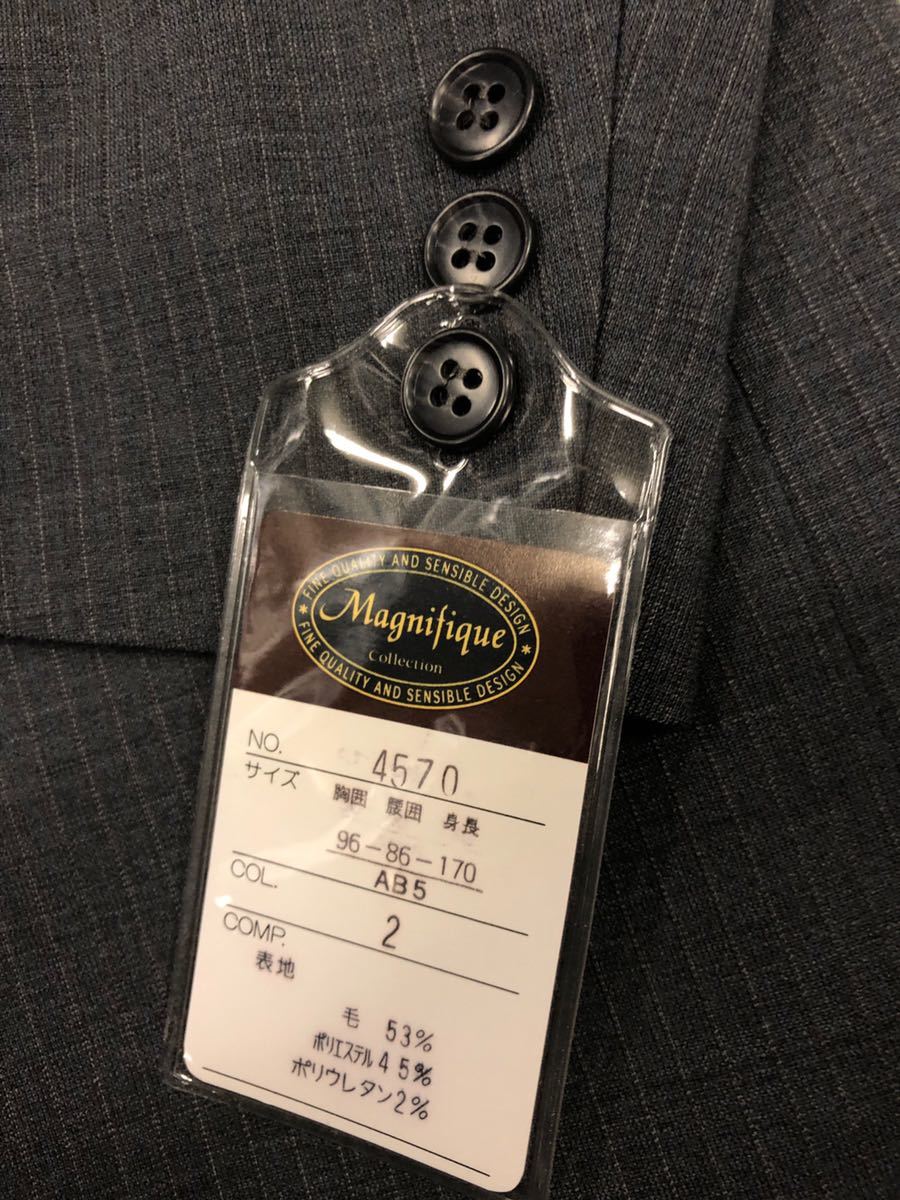 FINE QUALITY AND SENSIBLE DESIGN
Magnifique
Collection
FINE QUALITY AND SENSIBLE DESIGN
NO. 4570
サイズ 胸囲 腰囲 身長
96-86-170
AB5
COL. 2
COMP.
表地
毛 53%
ポリエステル45%
ポリウレタン2%